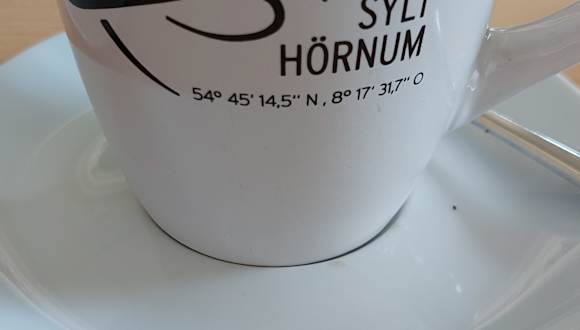 SYLT
HÖRNUM
54° 45' 14,5" N , 8° 17' 31,7" O